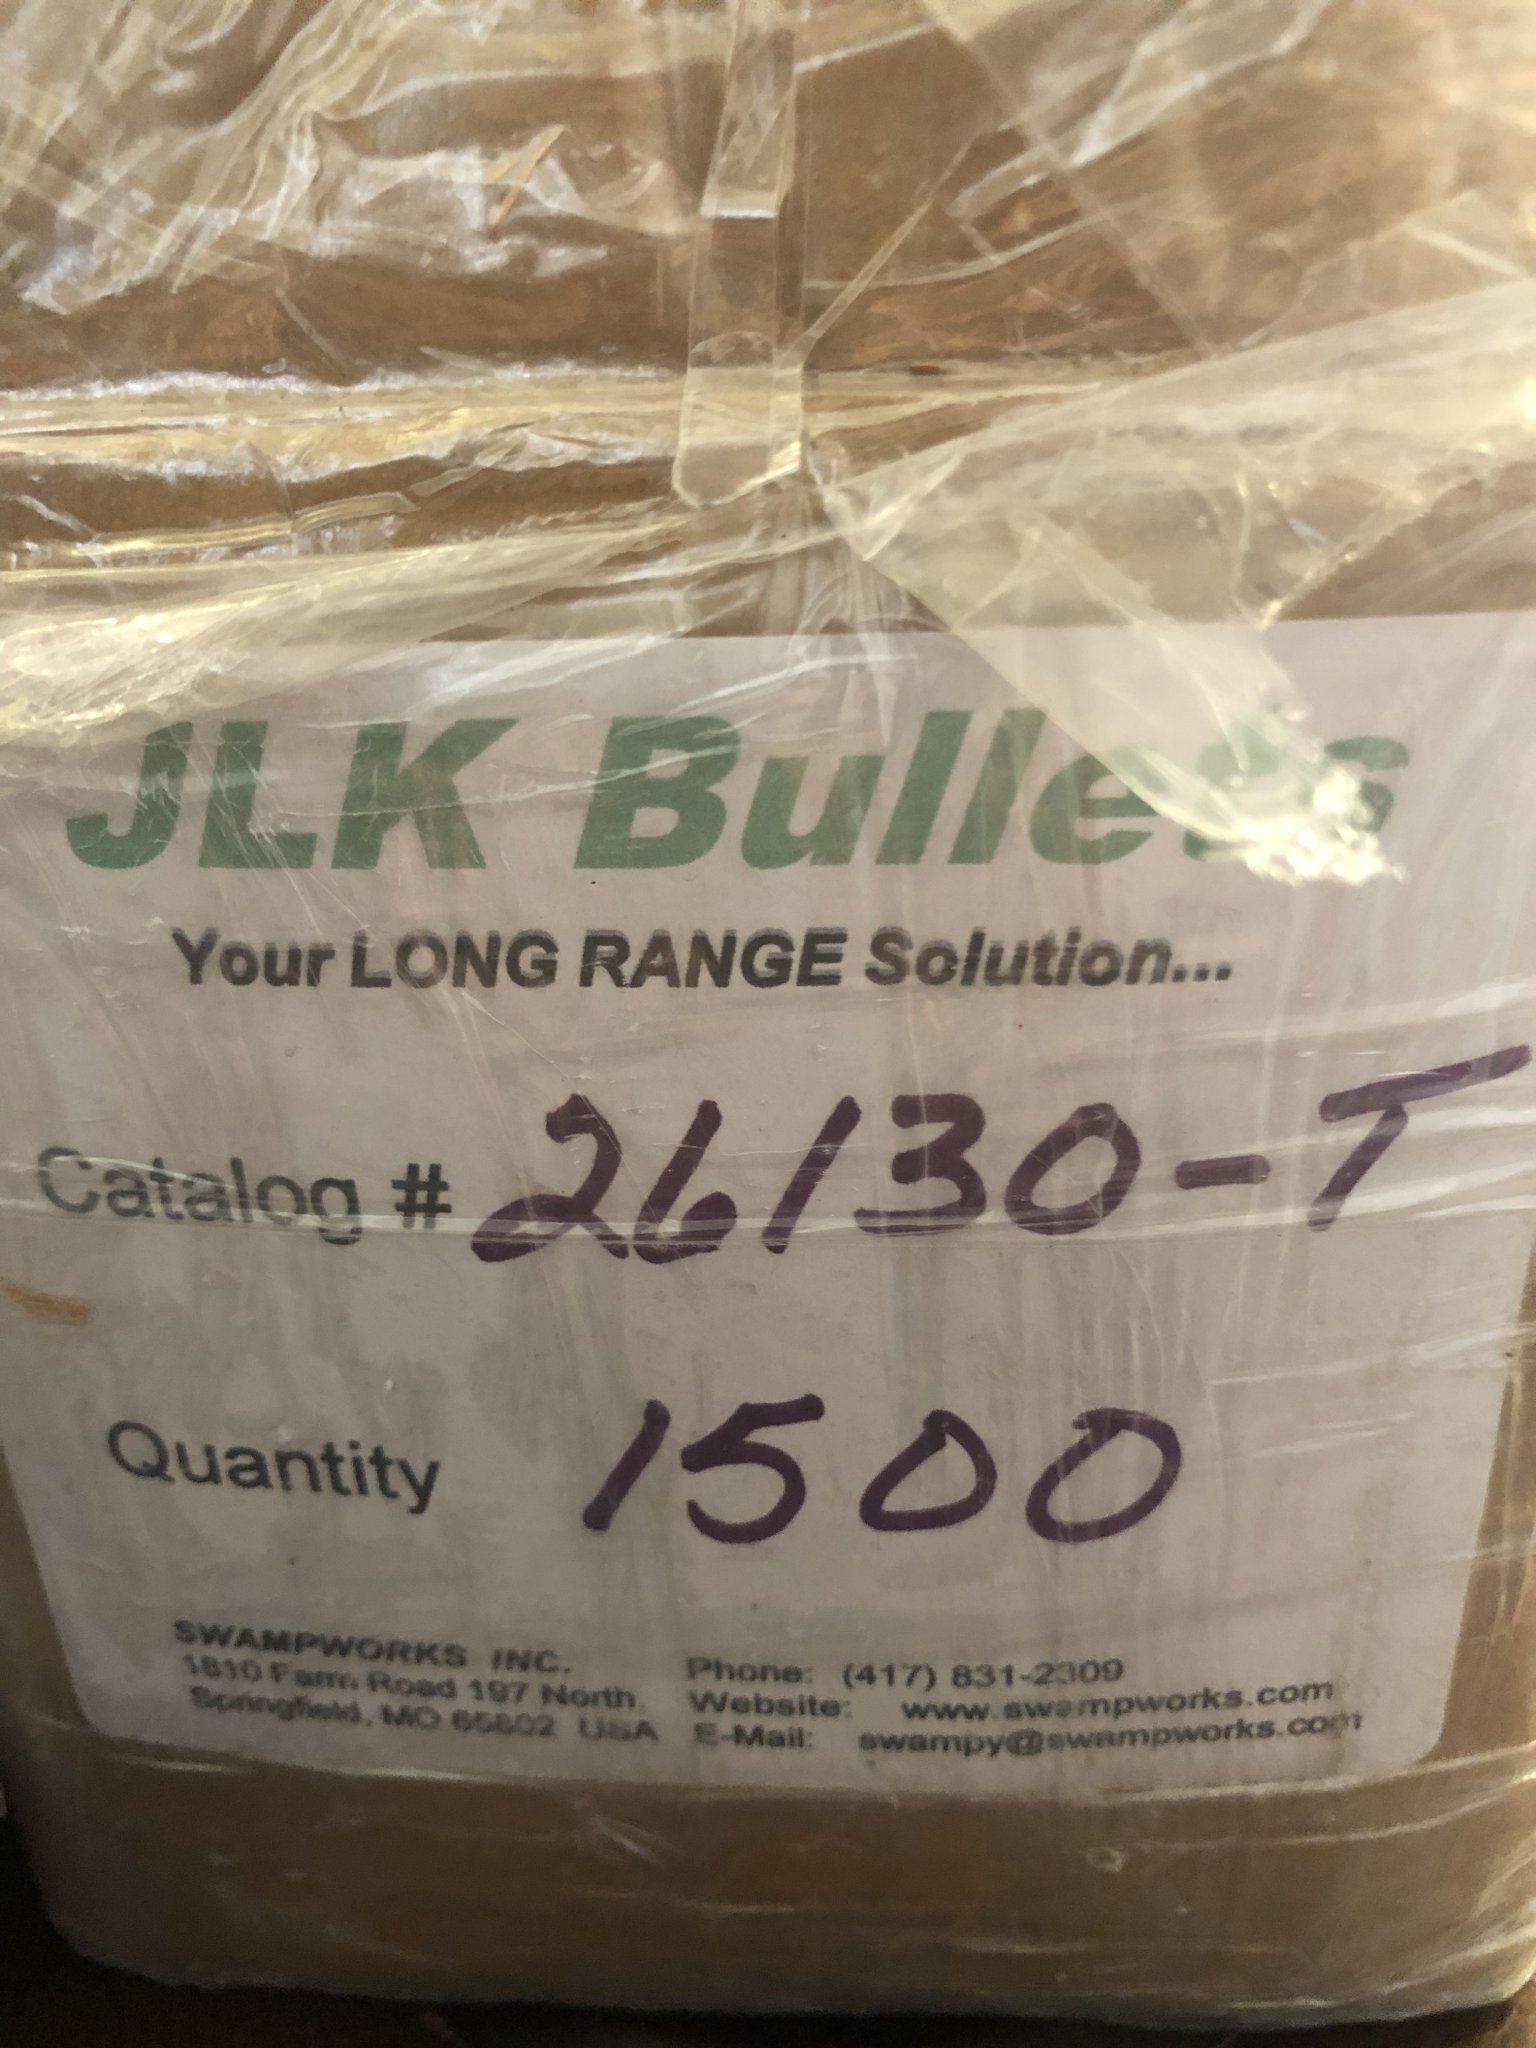 JLK Bullets
Your LONG RANGE Solution...
Catalog # 26130-T
Quantity 1500
SWAMPWORKS INC.
1810 Farm Road 197 North
Springfield, MO 65802 USA
Phone: (417) 831-2309
Website: www.swampworks.com
E-Mail: swampy@swampworks.com